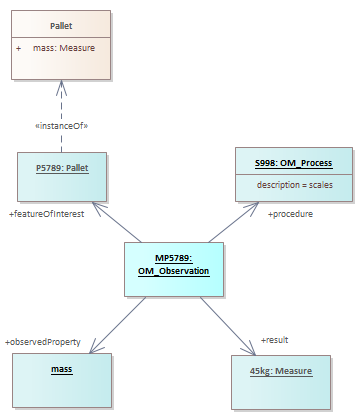 Pallet
+ mass: Measure
«instanceOf»
P5789: Pallet
S998: OM_Process
description = scales
+featureOfInterest
+procedure
MP5789:
OM_Observation
+observedProperty
+result
mass
45kg: Measure